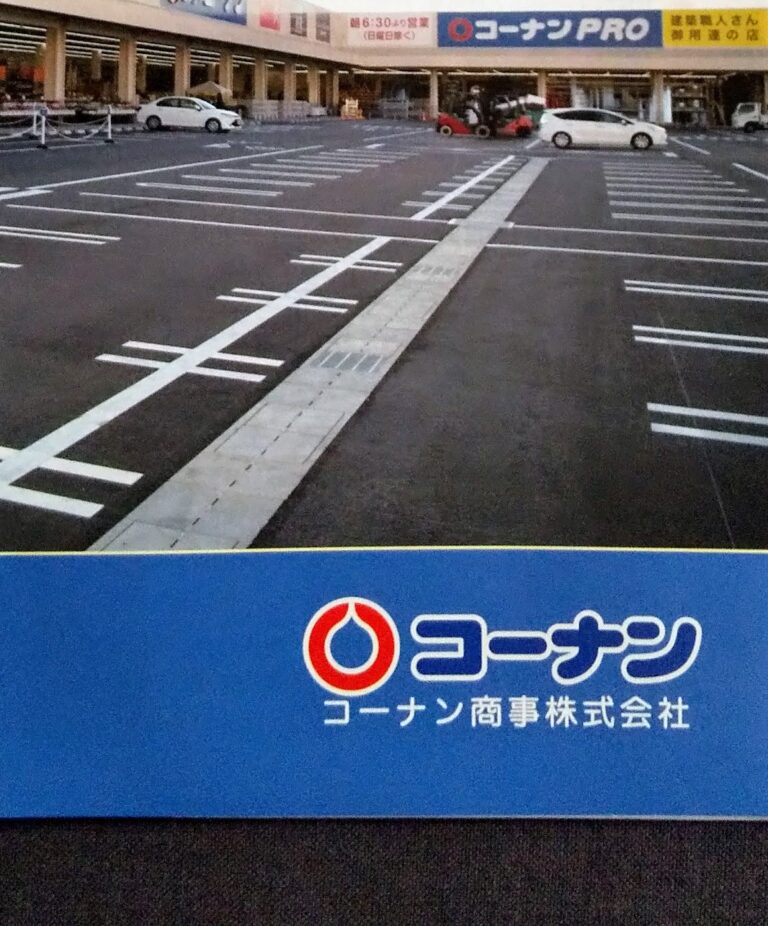 朝6:30より営業
(日曜日除く)
コーナンPRO
建築職人さん
御用達の店
コーナン
コーナン商事株式会社